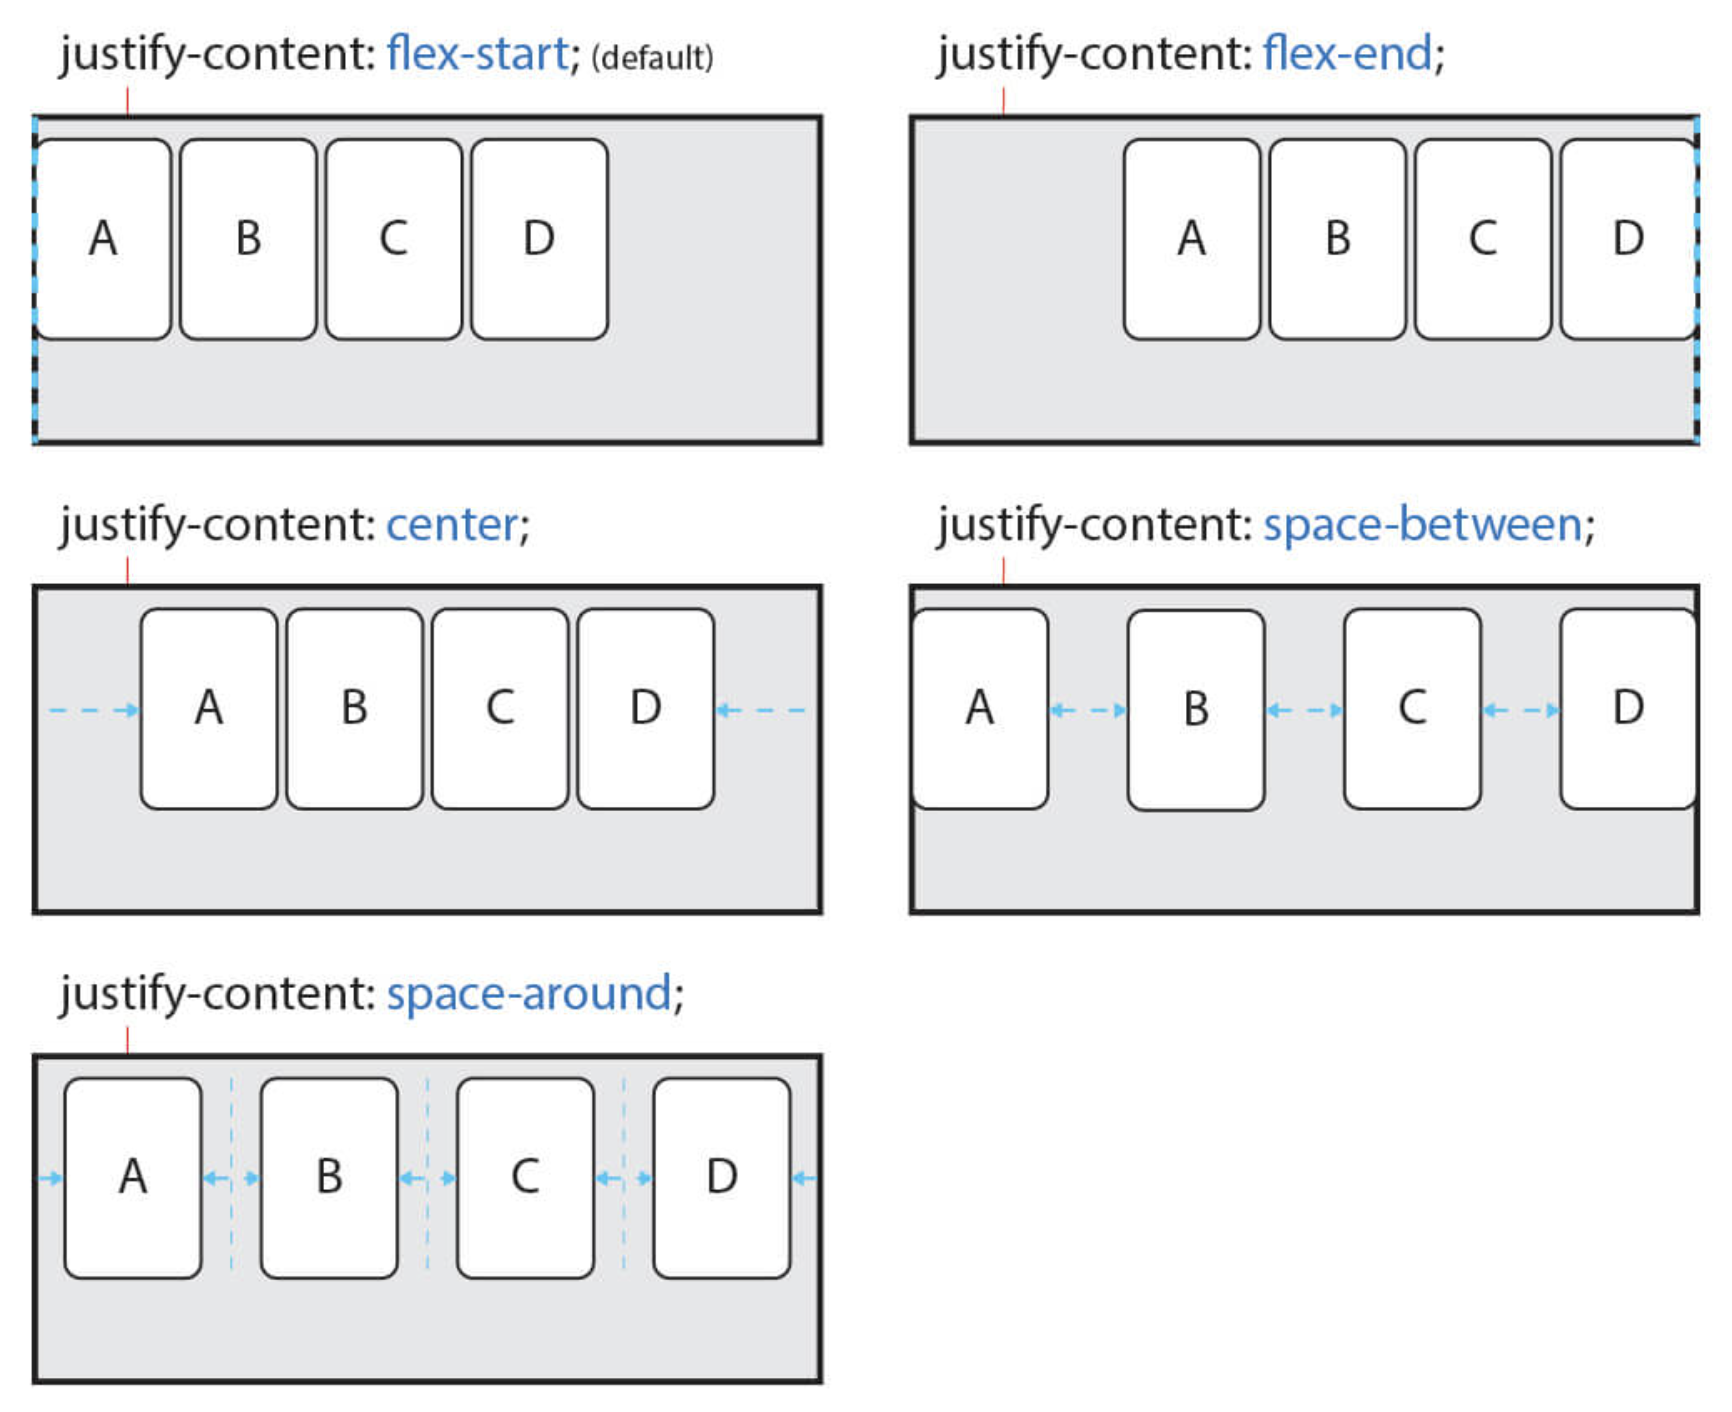 justify-content: flex-start; (default)
A B C D
justify-content: flex-end;
A B C D
justify-content: center;
A B C D
justify-content: space-between;
A B C D
justify-content: space-around;
A B C D